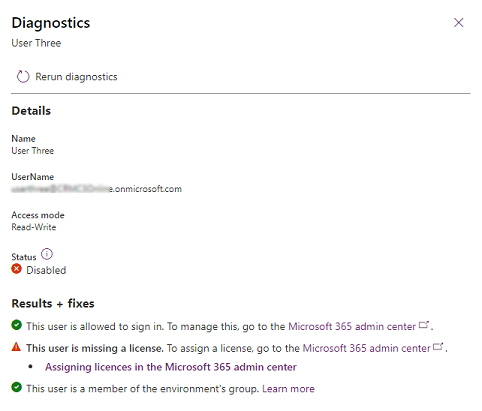 Diagnostics
User Three
Rerun diagnostics
Details
Name
User Three
UserName
e.onmicrosoft.com
Access mode
Read-Write
Status
Disabled
Results + fixes
This user is allowed to sign in. To manage this, go to the Microsoft 365 admin center.
This user is missing a license. To assign a license, go to the Microsoft 365 admin center.
• Assigning licences in the Microsoft 365 admin center
This user is a member of the environment's group. Learn more